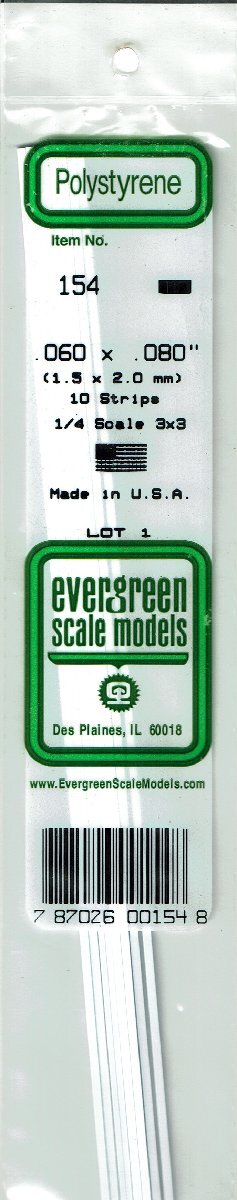 Polystyrene
Item No.
154
.060 x .080"
(1.5 x 2.0 mm)
10 Strips
1/4 Scale 3x3
Made in U.S.A.
LOT 1
evergreen
scale models
Des Plaines, IL 60018
www.EvergreenScaleModels.com
7 87026 00154 8